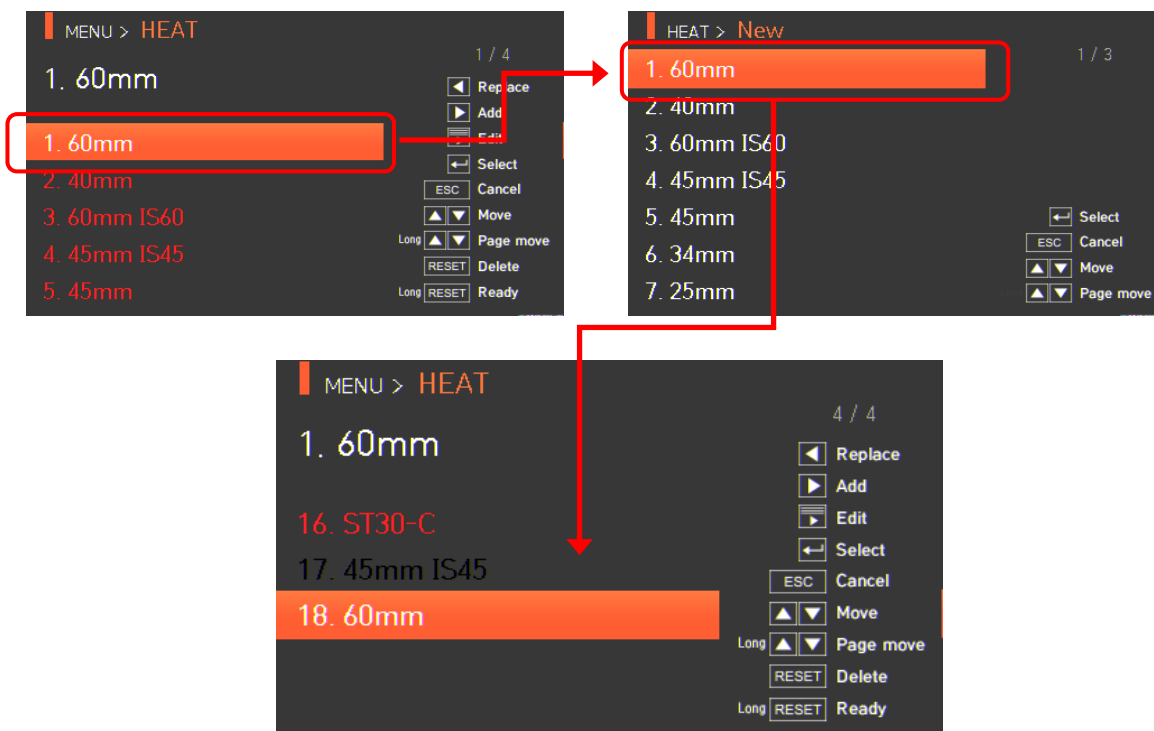 MENU > HEAT
1 / 4
1. 60mm
Replace
Add
1. 60mm
Edit
Select
2. 40mm
ESC Cancel
3. 60mm IS60
Move
Long Page move
4. 45mm IS45
RESET Delete
5. 45mm
Long RESET Ready
HEAT > New
1 / 3
1. 60mm
2. 40mm
3. 60mm IS60
4. 45mm IS45
5. 45mm
Select
ESC Cancel
6. 34mm
Move
7. 25mm
Page move
MENU > HEAT
4 / 4
1. 60mm
Replace
Add
16. ST30-C
Edit
Select
17. 45mm IS45
ESC Cancel
18. 60mm
Move
Long Page move
RESET Delete
Long RESET Ready